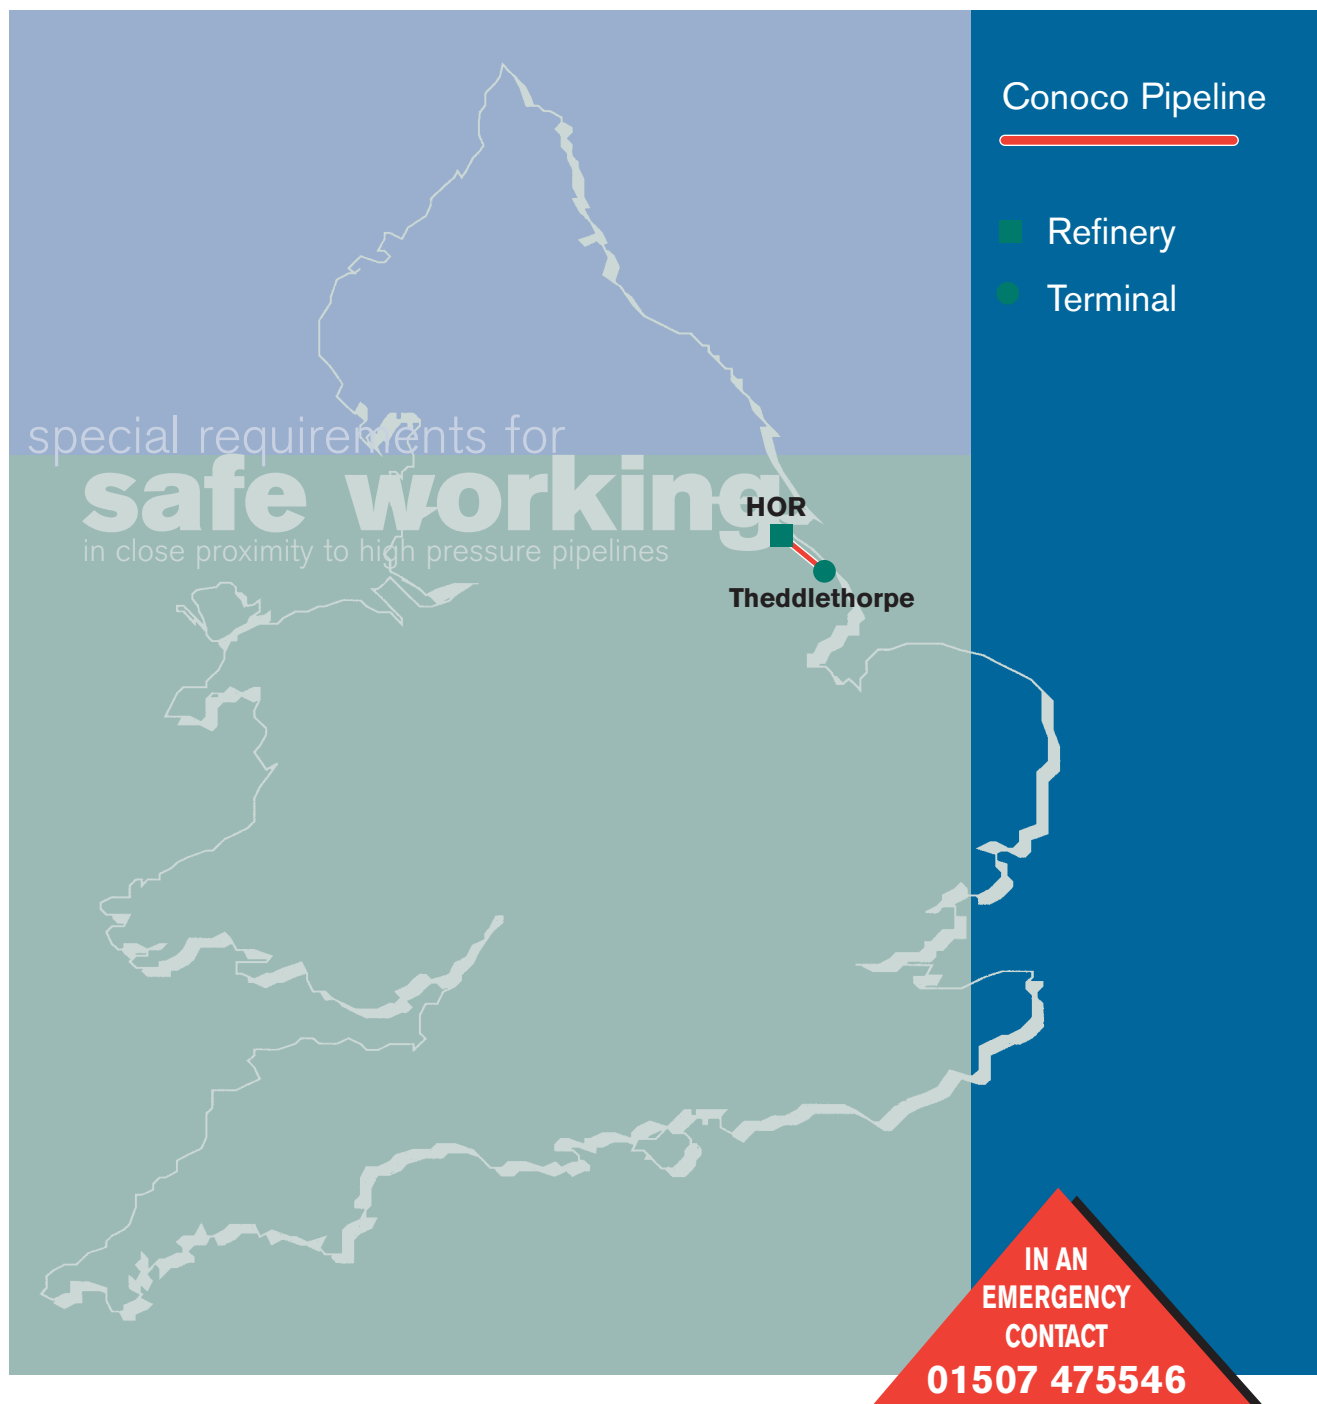 Conoco Pipeline
Refinery
Terminal
special requirements for
safe working
in close proximity to high pressure pipelines
HOR
Theddlethorpe
IN AN
EMERGENCY
CONTACT
01507 475546